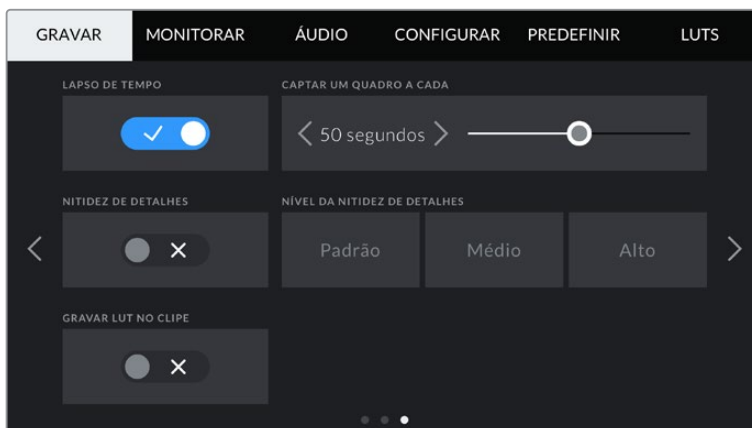 GRAVAR MONITORAR ÁUDIO CONFIGURAR PREDEFINIR LUTS
LAPSO DE TEMPO CAPTAR UM QUADRO A CADA
50 segundos
NITIDEZ DE DETALHES NÍVEL DA NITIDEZ DE DETALHES
Padrão Médio Alto
GRAVAR LUT NO CLIPE